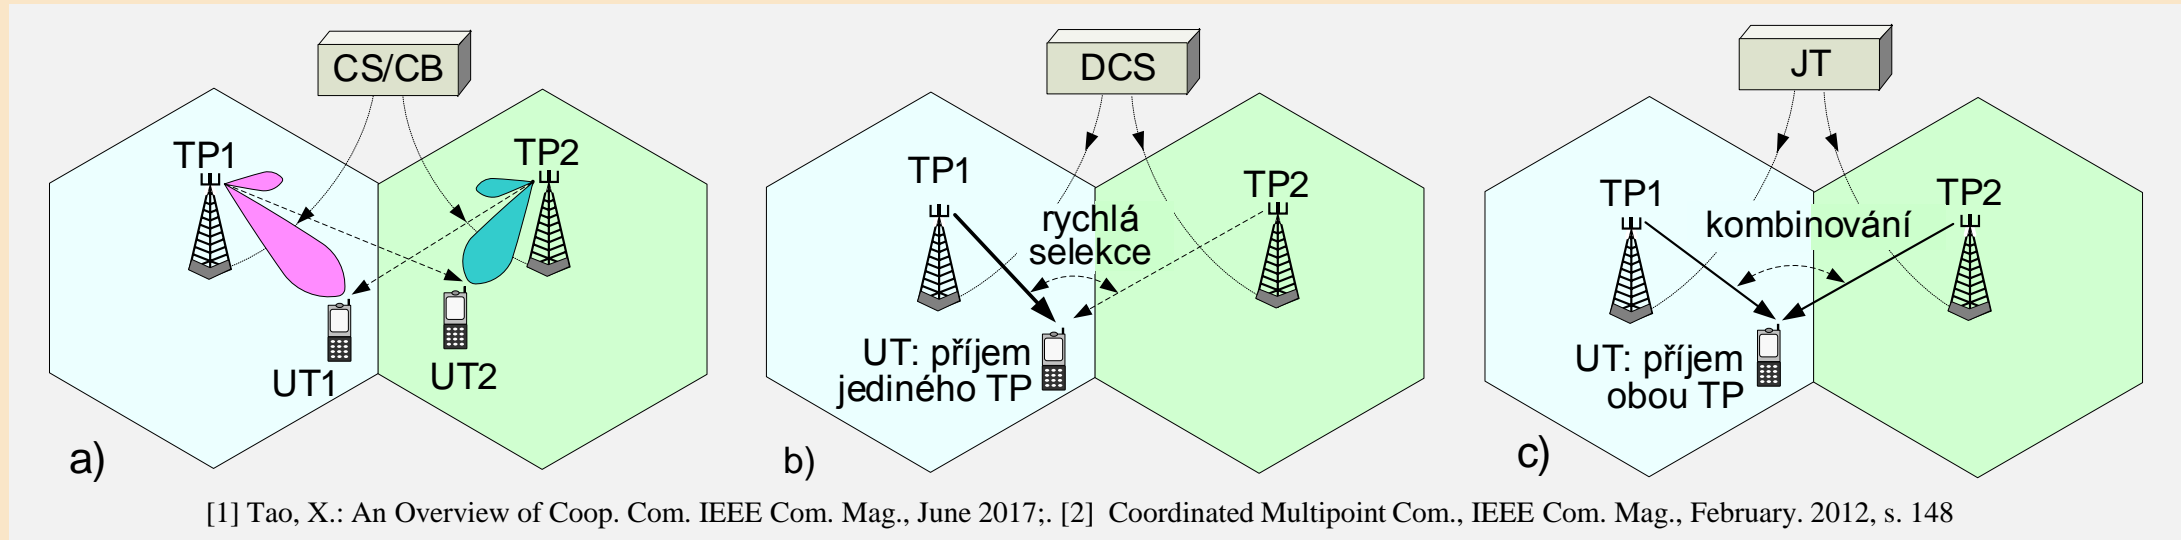 CS/CB
TP1
TP2
UT1
UT2
a)
DCS
TP1
TP2
rychlá
selekce
UT: příjem
jediného TP
b)
JT
TP1
TP2
kombinování
UT: příjem
obou TP
c)
[1] Tao, X.: An Overview of Coop. Com. IEEE Com. Mag., June 2017;. [2] Coordinated Multipoint Com., IEEE Com. Mag., February. 2012, s. 148